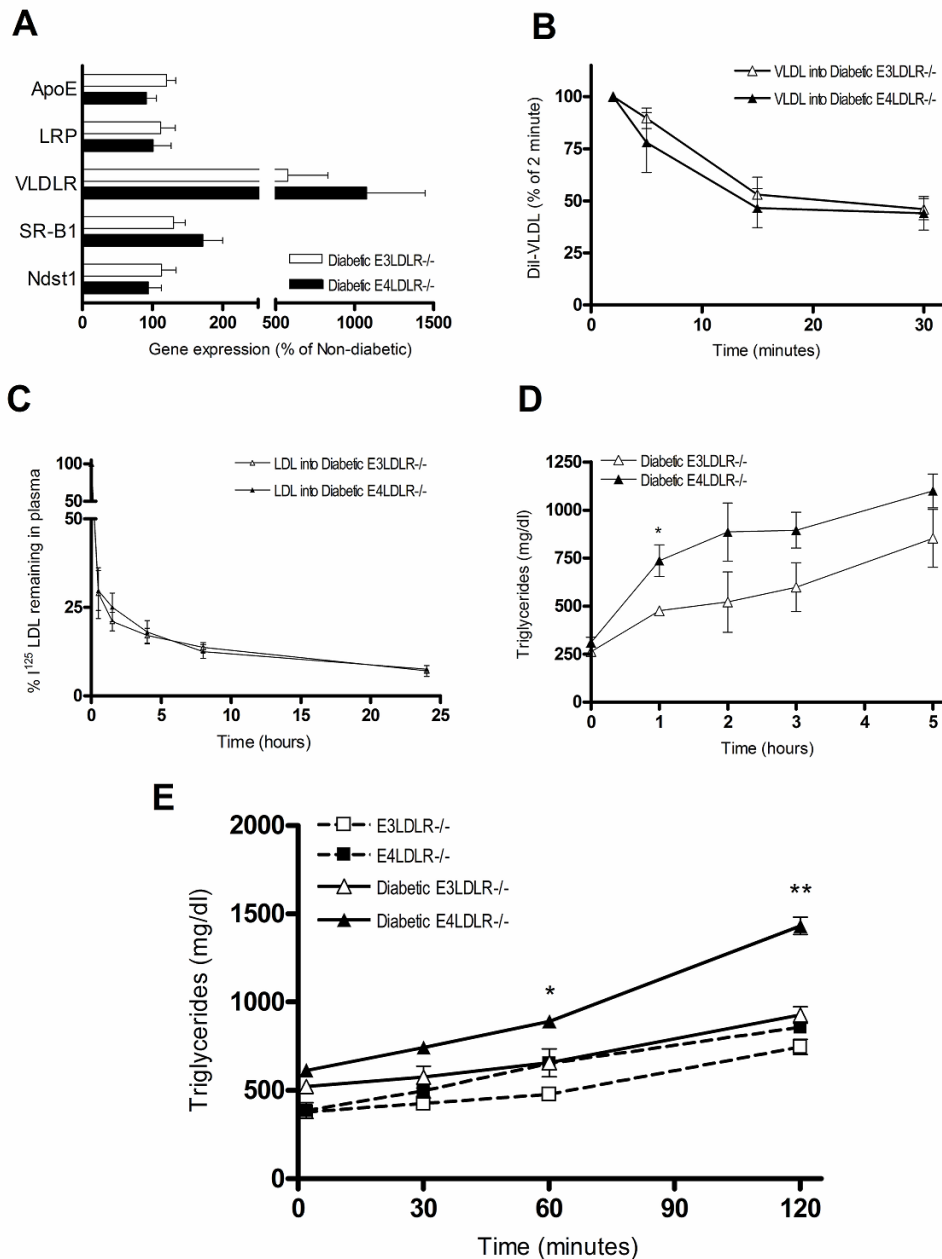 A
ApoE
LRP
VLDLR
SR-B1
Ndst1
Diabetic E3LDLR-/-
Diabetic E4LDLR-/-
0 100 200 500 1000 1500
Gene expression (% of Non-diabetic)
B
VLDL into Diabetic E3LDLR-/-
VLDL into Diabetic E4LDLR-/-
DiI-VLDL (% of 2 minute)
100
75
50
25
0
0 10 20 30
Time (minutes)
C
LDL into Diabetic E3LDLR-/-
LDL into Diabetic E4LDLR-/-
% I¹²⁵ LDL remaining in plasma
100
50
50
25
0
0 5 10 15 20 25
Time (hours)
D
Diabetic E3LDLR-/-
Diabetic E4LDLR-/-
Triglycerides (mg/dl)
1250
1000
750
500
250
0
*
0 1 2 3 4 5
Time (hours)
E
E3LDLR-/-
E4LDLR-/-
Diabetic E3LDLR-/-
Diabetic E4LDLR-/-
Triglycerides (mg/dl)
2000
1500
1000
500
0
*
**
0 30 60 90 120
Time (minutes)